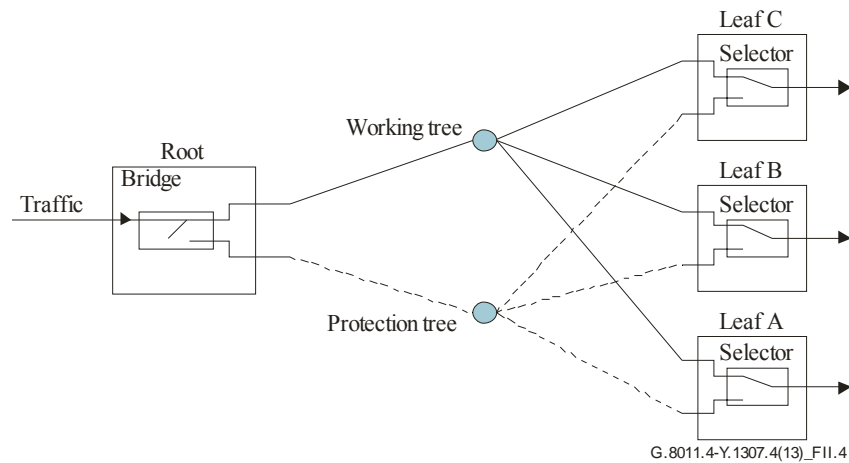 Leaf C
Selector
Working tree
Root
Bridge
Traffic
Leaf B
Selector
Protection tree
Leaf A
Selector
G.8011.4-Y.1307.4(13)_FII.4